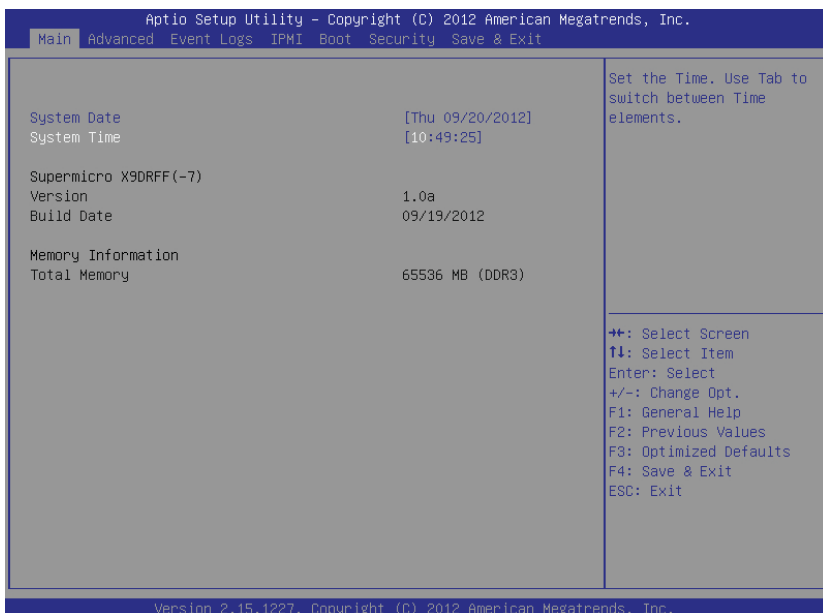 Aptio Setup Utility – Copyright (C) 2012 American Megatrends, Inc.
Main Advanced Event Logs IPMI Boot Security Save & Exit
System Date [Thu 09/20/2012]
System Time [10:49:25]
Supermicro X9DRFF(-7)
Version 1.0a
Build Date 09/19/2012
Memory Information
Total Memory 65536 MB (DDR3)
Set the Time. Use Tab to
switch between Time
elements.
→←: Select Screen
↑↓: Select Item
Enter: Select
+/-: Change Opt.
F1: General Help
F2: Previous Values
F3: Optimized Defaults
F4: Save & Exit
ESC: Exit
Version 2.15.1227. Copyright (C) 2012 American Megatrends, Inc.